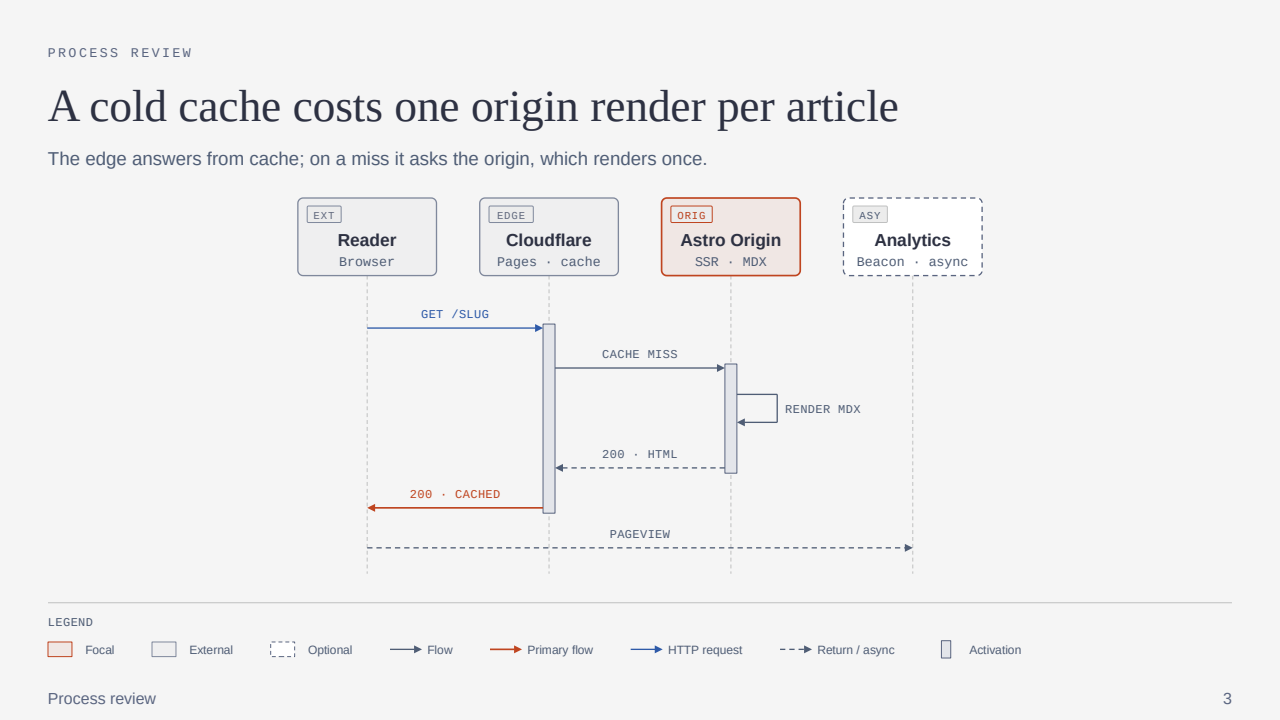 PROCESS REVIEW
A cold cache costs one origin render per article
The edge answers from cache; on a miss it asks the origin, which renders once.
EXT
Reader
Browser
EDGE
Cloudflare
Pages · cache
ORIG
Astro Origin
SSR · MDX
ASY
Analytics
Beacon · async
GET /SLUG
CACHE MISS
RENDER MDX
200 · HTML
200 · CACHED
PAGEVIEW
LEGEND
Focal
External
Optional
Flow
Primary flow
HTTP request
Return / async
Activation
Process review
3